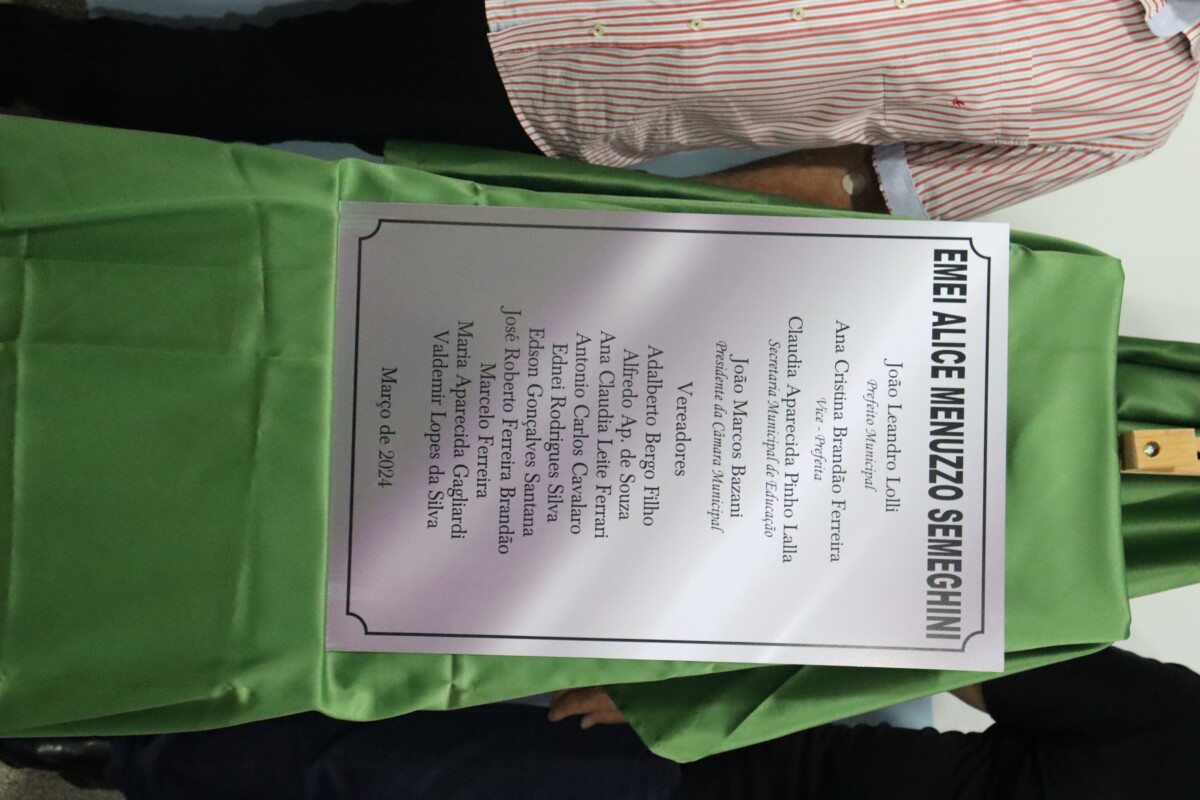 EMEI ALICE MENUZZO SEMEGHINI
João Leandro Lolli
Prefeito Municipal
Ana Cristina Brandão Ferreira
Vice - Prefeita
Claudia Aparecida Pinho Lalla
Secretaria Municipal de Educação
João Marcos Bazani
Presidente da Câmara Municipal
Vereadores
Adalberto Bergo Filho
Alfredo Ap. de Souza
Ana Claudia Leite Ferrari
Antonio Carlos Cavalaro
Ednei Rodrigues Silva
Edson Gonçalves Santana
José Roberto Ferreira Brandão
Marcelo Ferreira
Maria Aparecida Gagliardi
Valdemir Lopes da Silva
Março de 2024